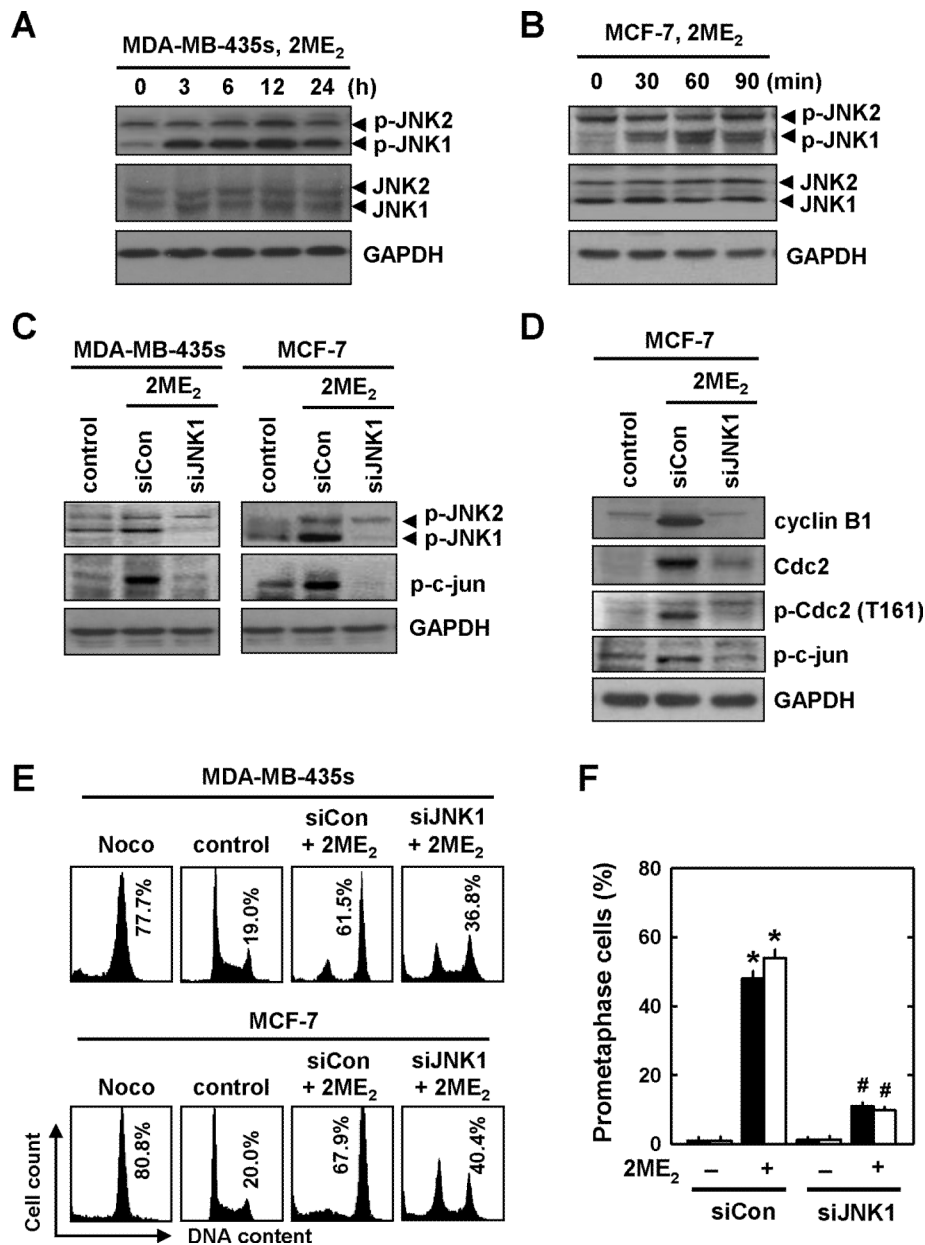 A
MDA-MB-435s, 2ME2
0 3 6 12 24 (h)
p-JNK2
p-JNK1
JNK2
JNK1
GAPDH
B
MCF-7, 2ME2
0 30 60 90 (min)
p-JNK2
p-JNK1
JNK2
JNK1
GAPDH
C
MDA-MB-435s MCF-7
2ME2 2ME2
control siCon siJNK1 control siCon siJNK1
p-JNK2
p-JNK1
p-c-jun
GAPDH
D
MCF-7
2ME2
control siCon siJNK1
cyclin B1
Cdc2
p-Cdc2 (T161)
p-c-jun
GAPDH
E
MDA-MB-435s
Noco control siCon + 2ME2 siJNK1 + 2ME2
77.7% 19.0% 61.5% 36.8%
MCF-7
Noco control siCon + 2ME2 siJNK1 + 2ME2
80.8% 20.0% 67.9% 40.4%
Cell count
DNA content
F
Prometaphase cells (%)
80
60
40
20
0
* *
# #
2ME2 – + – +
siCon siJNK1